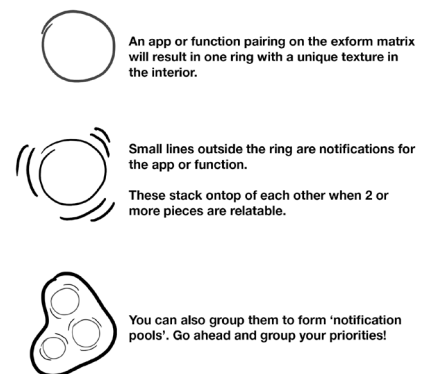 An app or function pairing on the exform matrix
will result in one ring with a unique texture in
the interior.
Small lines outside the ring are notifications for
the app or function.
These stack ontop of each other when 2 or
more pieces are relatable.
You can also group them to form ‘notification
pools’. Go ahead and group your priorities!